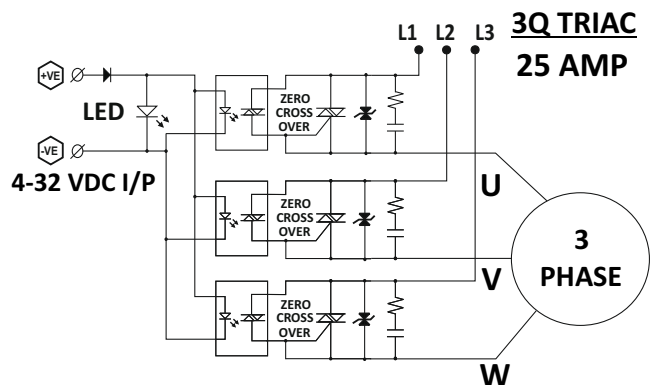 L1 L2 L3
3Q TRIAC
25 AMP
+VE
LED
-VE
4-32 VDC I/P
ZERO
CROSS
OVER
U
ZERO
CROSS
OVER
V
ZERO
CROSS
OVER
W
3
PHASE